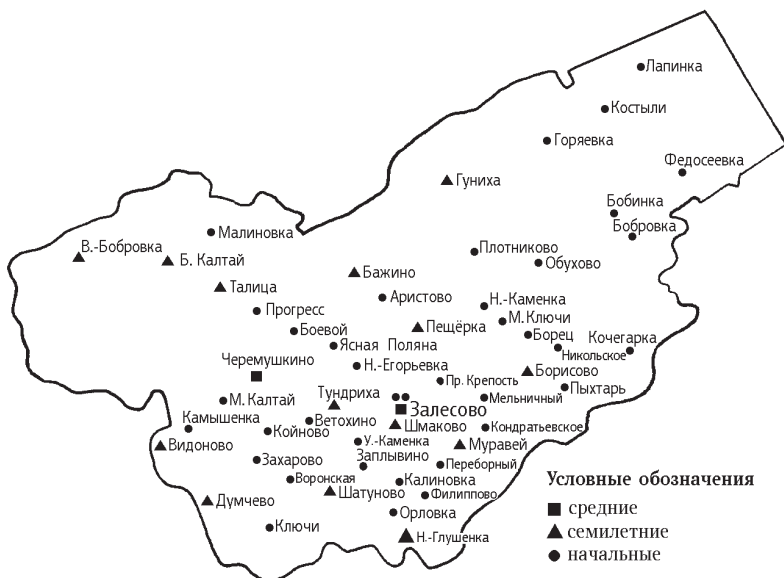 Лапинка
Костыли
Горяевка
Федосеевка
Гуниха
Бобинка
Бобровка
Малиновка
Плотниково
В.-Бобровка
Б. Калтай
Обухово
Бажино
Талица
Аристово
Н.-Каменка
Прогресс
М.Ключи
Пещёрка
Боевой
Борец
Кочегарка
Ясная Поляна
Никольское
Черемушкино
Н.-Егорьевка
Борисово
Пр. Крепость
Пыхтарь
Тундриха
Мельничный
М. Калтай
Залесово
Камышенка
Ветохино
Шмаково
Кондратьевское
Койново
У.-Каменка
Муравей
Видоново
Заплывино
Захарово
Переборный
Воронская
Калиновка
Шатуново
Филиппово
Думчево
Орловка
Ключи
Н.-Глушенка
Условные обозначения
средние
семилетние
начальные